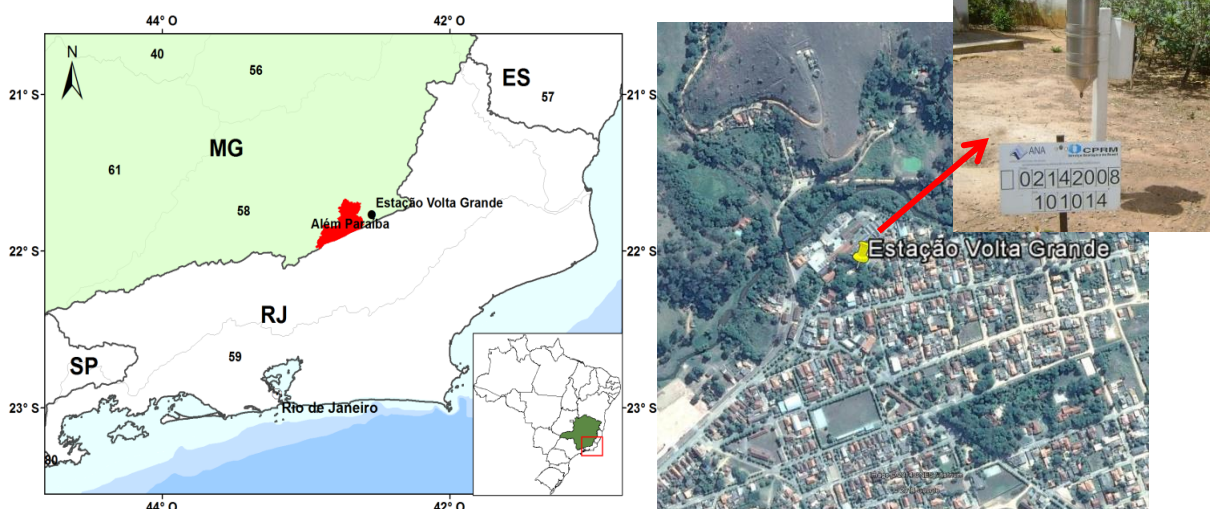 44° O
42° O
N
40
56
ES
57
21° S
21° S
MG
61
58
Estação Volta Grande
Além Paraíba
22° S
22° S
RJ
SP
59
Rio de Janeiro
23° S
23° S
80
44° O
42° O
ANA
CPRM
02142008
101014
Estação Volta Grande